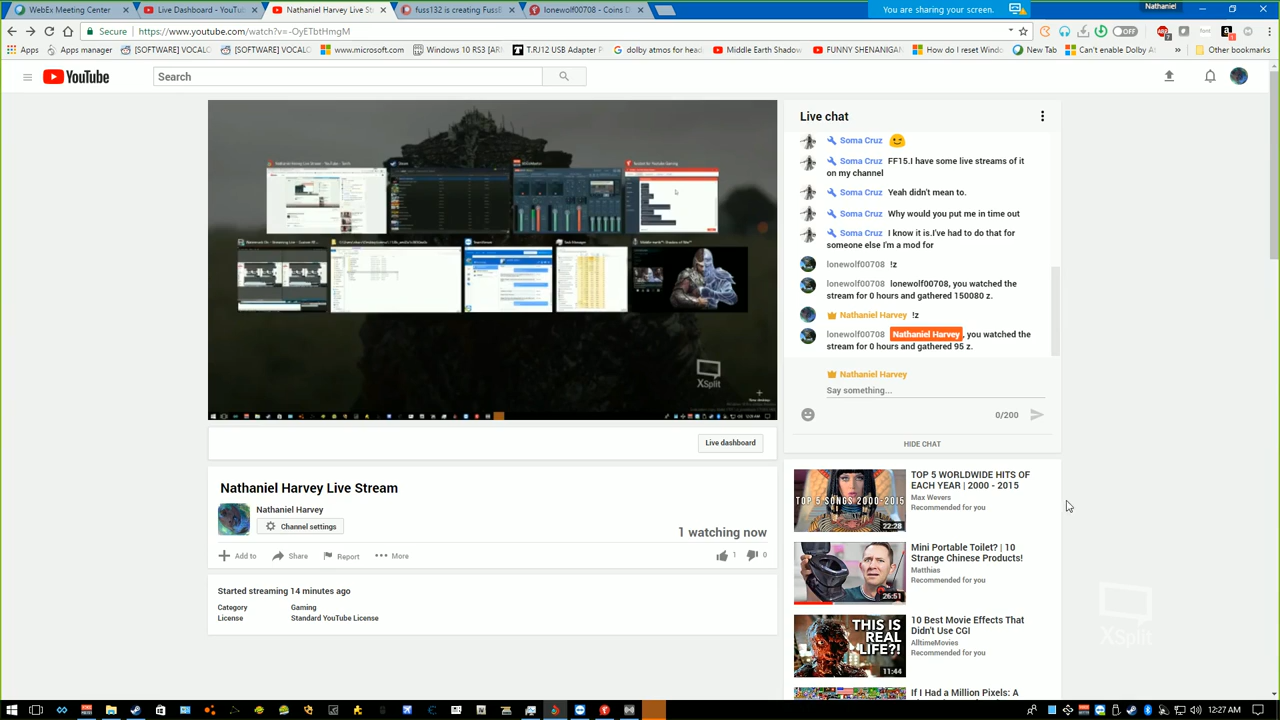 WebEx Meeting Center
Live Dashboard - YouTu
Nathaniel Harvey Live St
fuss132 is creating FussB
lonewolf00708 - Coins D
You are sharing your screen.
Nathaniel
Secure
https://www.youtube.com/watch?v=-OyETbtHmgM
Apps
Apps manager
[SOFTWARE] VOCALO
[SOFTWARE] VOCALO
www.microsoft.com
Windows 10 RS3 [ARN
T.RJ12 USB Adapter P
dolby atmos for head
Middle Earth Shadow
FUNNY SHENANIGAN
How do I reset Windo
New Tab
Can't enable Dolby A
Other bookmarks
YouTube
Search
Live chat
Soma Cruz
Soma Cruz FF15.I have some live streams of it
on my channel
Soma Cruz Yeah didn't mean to.
Soma Cruz Why would you put me in time out
Soma Cruz I know it is.I've had to do that for
someone else I'm a mod for
lonewolf00708 !z
lonewolf00708 lonewolf00708, you watched the
stream for 0 hours and gathered 150080 z.
Nathaniel Harvey !z
lonewolf00708 Nathaniel Harvey, you watched the
stream for 0 hours and gathered 95 z.
Nathaniel Harvey
Say something...
0/200
HIDE CHAT
XSplit
Live dashboard
Nathaniel Harvey Live Stream
Nathaniel Harvey
Channel settings
1 watching now
Add to
Share
Report
More
1
0
Started streaming 14 minutes ago
Category Gaming
License Standard YouTube License
TOP 5 SONGS 2000-2015
22:28
TOP 5 WORLDWIDE HITS OF
EACH YEAR | 2000 - 2015
Max Wevers
Recommended for you
26:51
Mini Portable Toilet? | 10
Strange Chinese Products!
Matthias
Recommended for you
THIS IS
REAL
LIFE?!
11:44
10 Best Movie Effects That
Didn't Use CGI
AlltimeMovies
Recommended for you
If I Had a Million Pixels: A
XSplit
12:27 AM